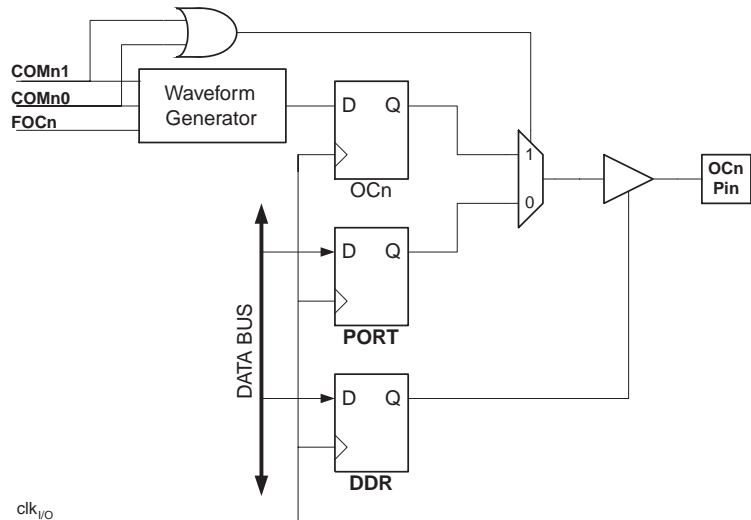 COMn1
COMn0
FOCn
Waveform
Generator
D Q
OCn
1
0
OCn
Pin
D Q
PORT
D Q
DDR
DATA BUS
clkI/O